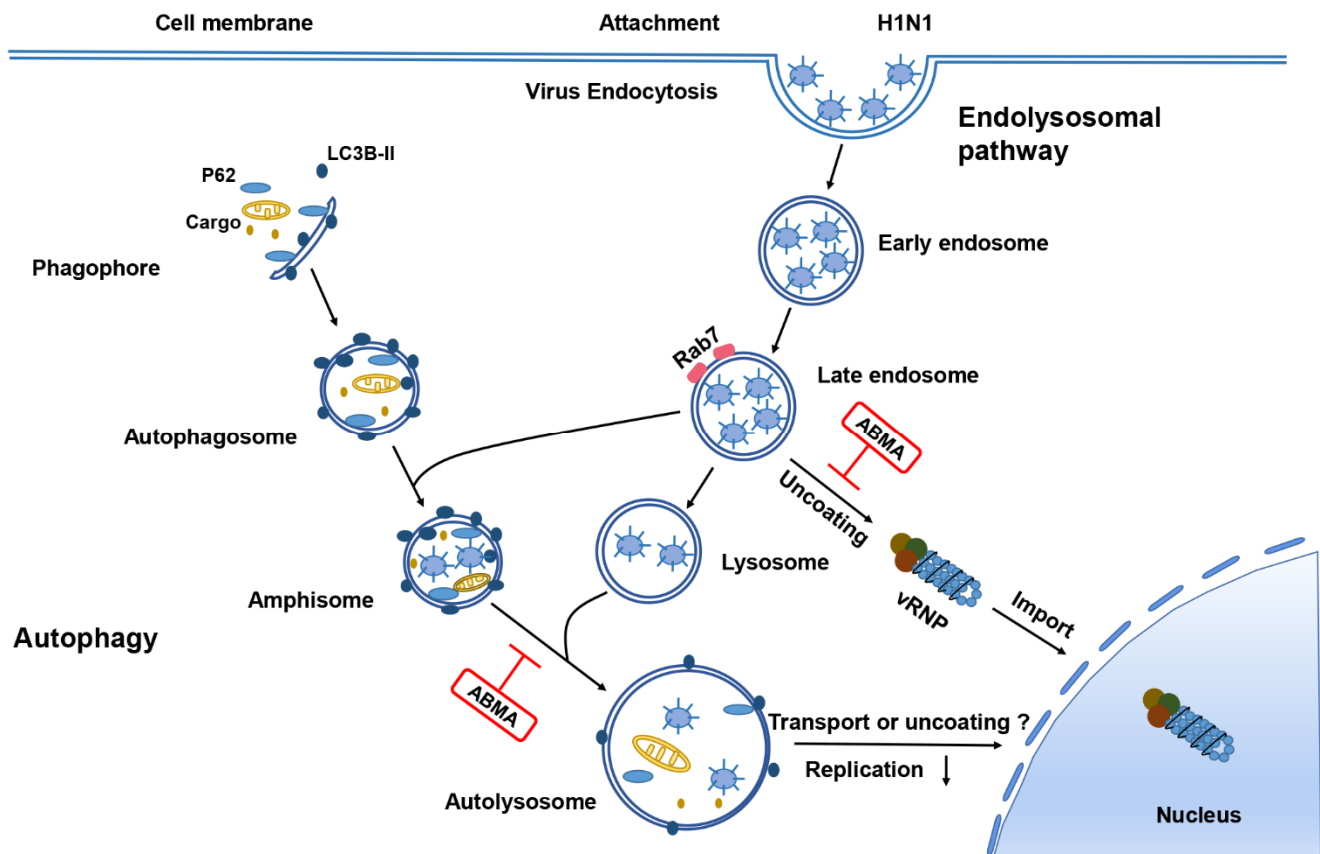 Cell membrane
Attachment
H1N1
Virus Endocytosis
Endolysosomal
pathway
LC3B-II
P62
Cargo
Phagophore
Early endosome
Rab7
Late endosome
Autophagosome
ABMA
Uncoating
Lysosome
vRNP
Import
Amphisome
Autophagy
ABMA
Transport or uncoating ?
Replication
Autolysosome
Nucleus